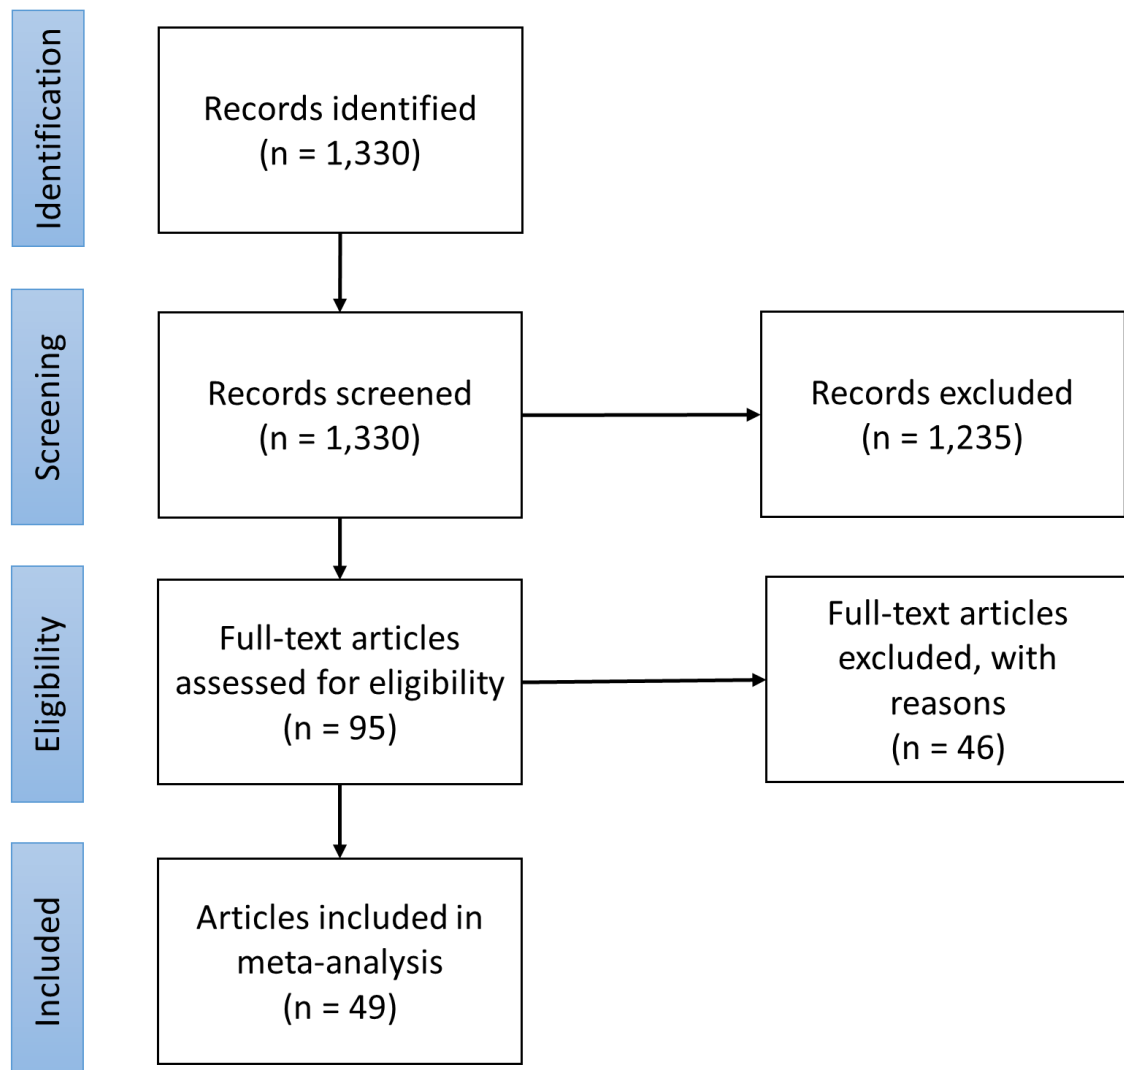 Identification
Records identified
(n = 1,330)
Screening
Records screened
(n = 1,330)
Records excluded
(n = 1,235)
Eligibility
Full-text articles
assessed for eligibility
(n = 95)
Full-text articles
excluded, with
reasons
(n = 46)
Included
Articles included in
meta-analysis
(n = 49)